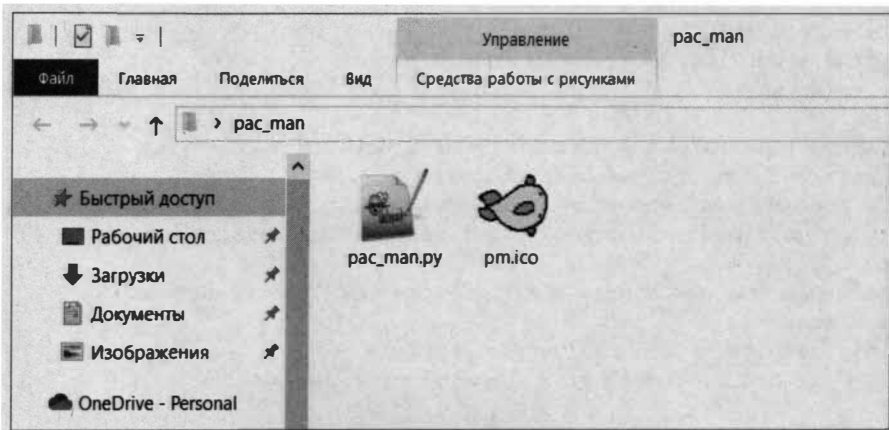 Управление pac_man
Файл Главная Поделиться Вид Средства работы с рисунками
pac_man
Быстрый доступ
Рабочий стол
Загрузки
Документы
Изображения
OneDrive - Personal
pac_man.py pm.ico